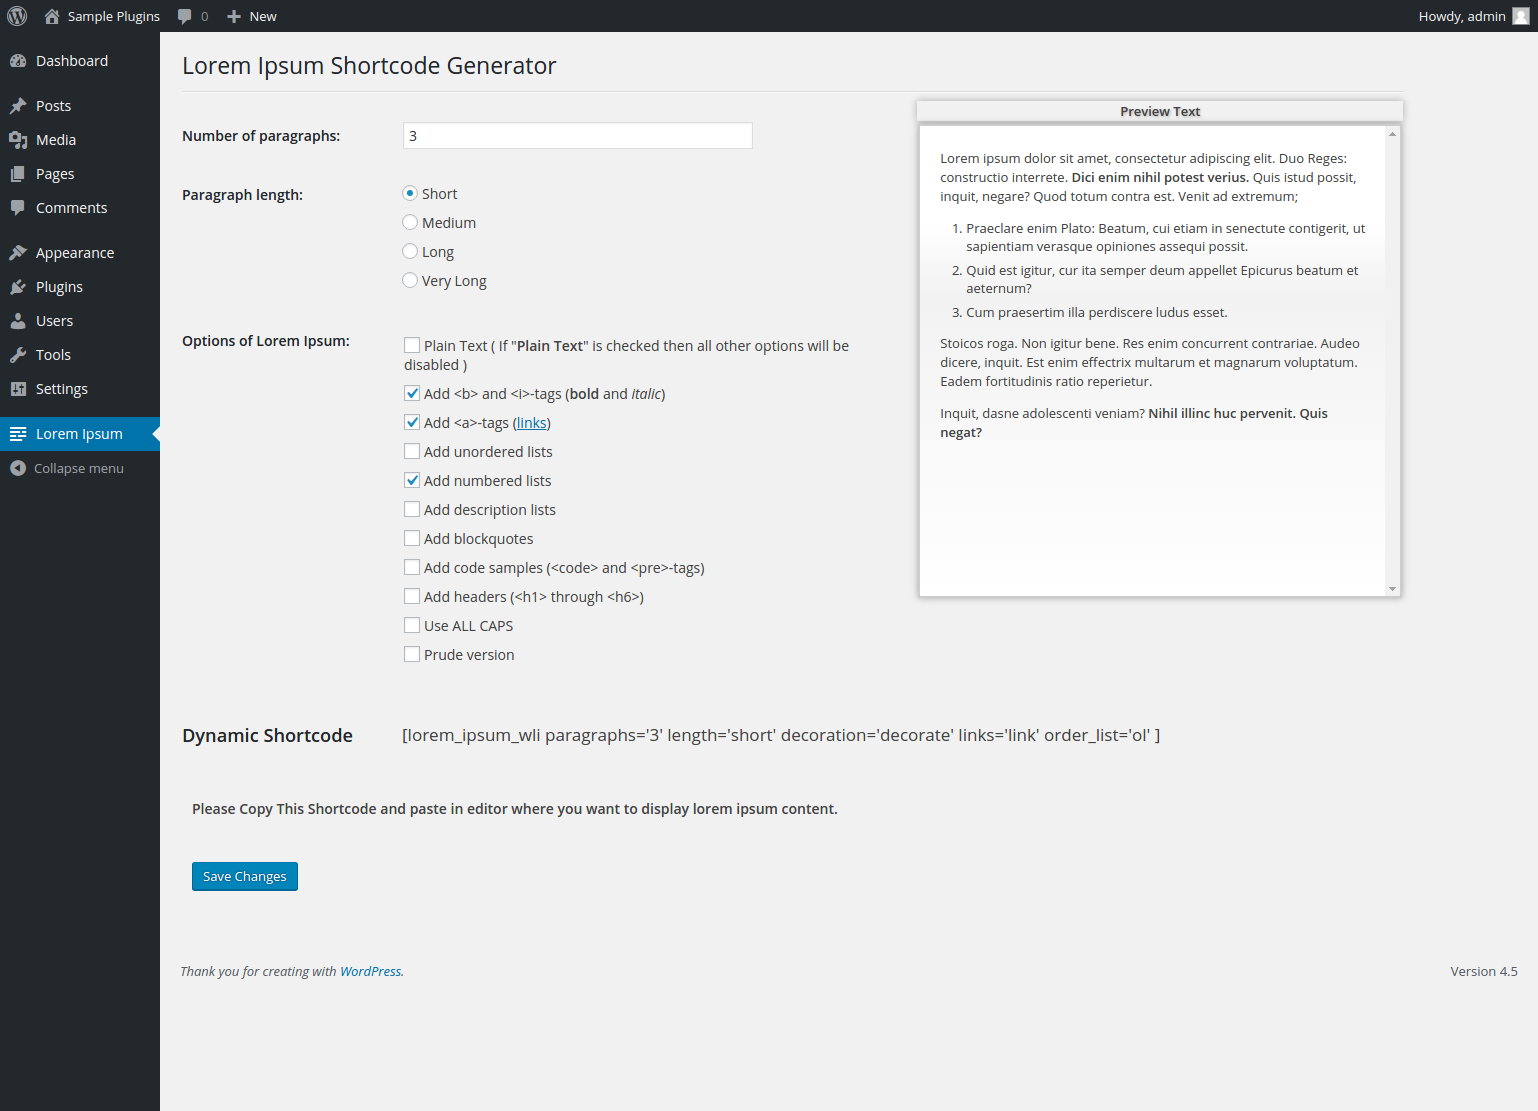 Sample Plugins 0 New Howdy, admin
Dashboard
Posts
Media
Pages
Comments
Appearance
Plugins
Users
Tools
Settings
Lorem Ipsum
Collapse menu
Lorem Ipsum Shortcode Generator
Number of paragraphs: 3
Paragraph length:
Short
Medium
Long
Very Long
Options of Lorem Ipsum:
Plain Text ( If "Plain Text" is checked then all other options will be
disabled )
Add <b> and <i>-tags (bold and italic)
Add <a>-tags (links)
Add unordered lists
Add numbered lists
Add description lists
Add blockquotes
Add code samples (<code> and <pre>-tags)
Add headers (<h1> through <h6>)
Use ALL CAPS
Prude version
Preview Text
Lorem ipsum dolor sit amet, consectetur adipiscing elit. Duo Reges:
constructio interrete. Dici enim nihil potest verius. Quis istud possit,
inquit, negare? Quod totum contra est. Venit ad extremum;
1. Praeclare enim Plato: Beatum, cui etiam in senectute contigerit, ut
sapientiam verasque opiniones assequi possit.
2. Quid est igitur, cur ita semper deum appellet Epicurus beatum et
aeternum?
3. Cum praesertim illa perdiscere ludus esset.
Stoicos roga. Non igitur bene. Res enim concurrent contrariae. Audeo
dicere, inquit. Est enim effectrix multarum et magnarum voluptatum.
Eadem fortitudinis ratio reperietur.
Inquit, dasne adolescenti veniam? Nihil illinc huc pervenit. Quis
negat?
Dynamic Shortcode [lorem_ipsum_wli paragraphs='3' length='short' decoration='decorate' links='link' order_list='ol' ]
Please Copy This Shortcode and paste in editor where you want to display lorem ipsum content.
Save Changes
Thank you for creating with WordPress. Version 4.5